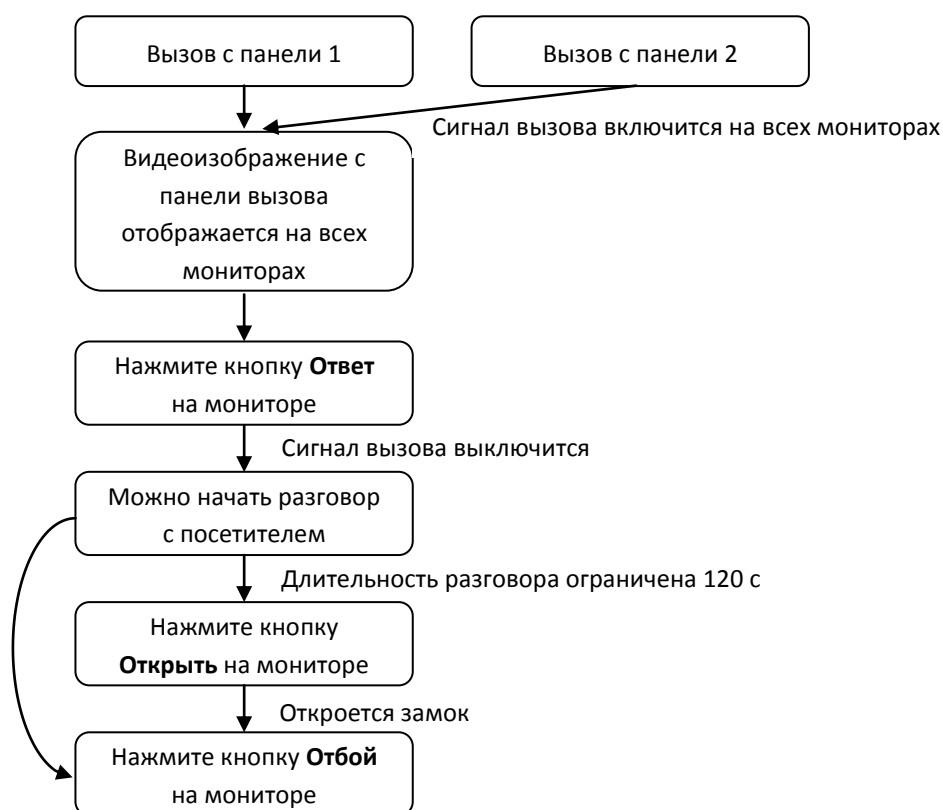 Вызов с панели 1
Вызов с панели 2
Сигнал вызова включится на всех мониторах
Видеоизображение с
панели вызова
отображается на всех
мониторах
Нажмите кнопку Ответ
на мониторе
Сигнал вызова выключится
Можно начать разговор
с посетителем
Длительность разговора ограничена 120 с
Нажмите кнопку
Открыть на мониторе
Откроется замок
Нажмите кнопку Отбой
на мониторе